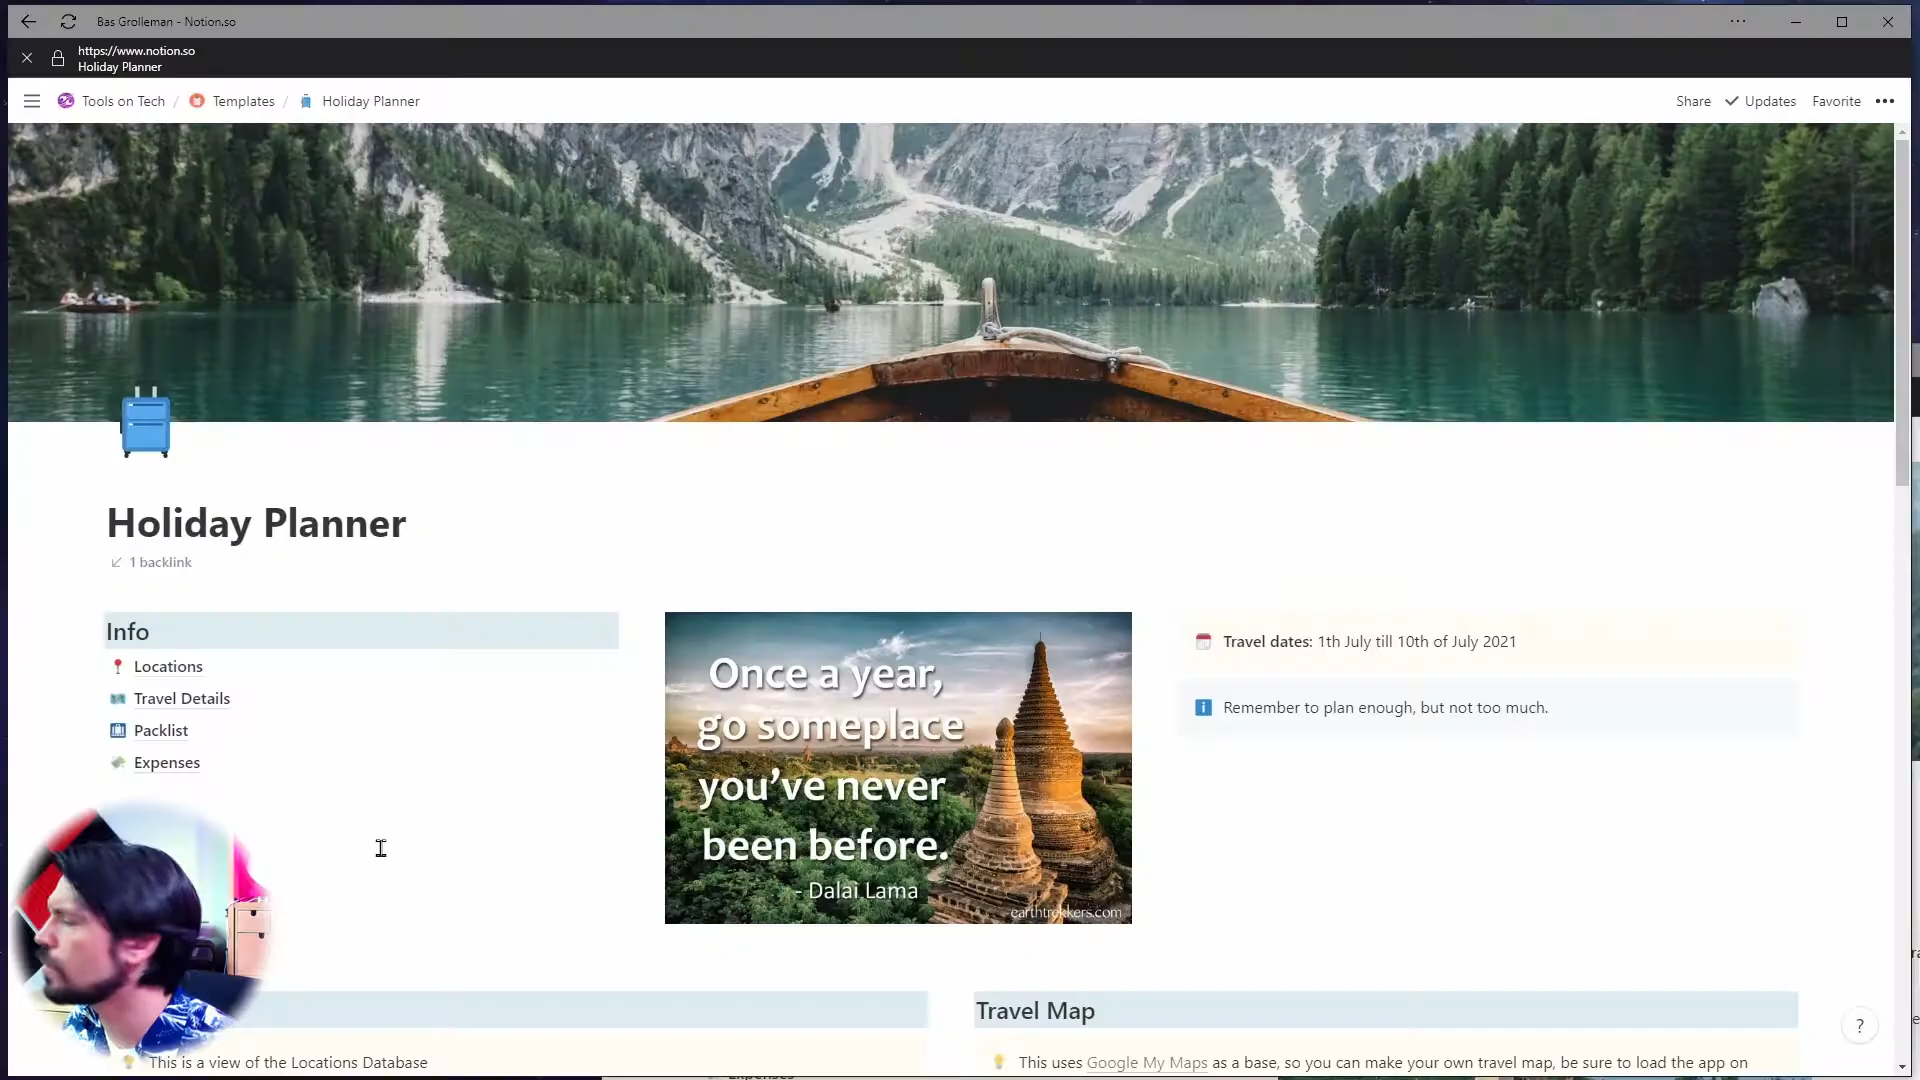 Bas Grolleman - Notion.so
https://www.notion.so
Holiday Planner
Tools on Tech / Templates / Holiday Planner
Share Updates Favorite
Holiday Planner
1 backlink
Info
Locations
Travel Details
Packlist
Expenses
Once a year,
go someplace
you've never
been before.
- Dalai Lama
earthtrekkers.com
Travel dates: 1th July till 10th of July 2021
Remember to plan enough, but not too much.
This is a view of the Locations Database
Travel Map
This uses Google My Maps as a base, so you can make your own travel map, be sure to load the app on
?